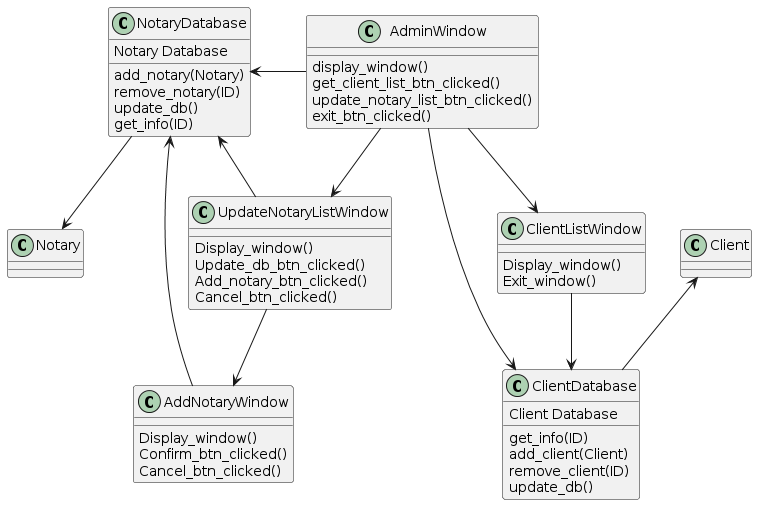 C NotaryDatabase
Notary Database
add_notary(Notary)
remove_notary(ID)
update_db()
get_info(ID)
C AdminWindow
display_window()
get_client_list_btn_clicked()
update_notary_list_btn_clicked()
exit_btn_clicked()
C Notary
C UpdateNotaryListWindow
Display_window()
Update_db_btn_clicked()
Add_notary_btn_clicked()
Cancel_btn_clicked()
C ClientListWindow
Display_window()
Exit_window()
C Client
C AddNotaryWindow
Display_window()
Confirm_btn_clicked()
Cancel_btn_clicked()
C ClientDatabase
Client Database
get_info(ID)
add_client(Client)
remove_client(ID)
update_db()